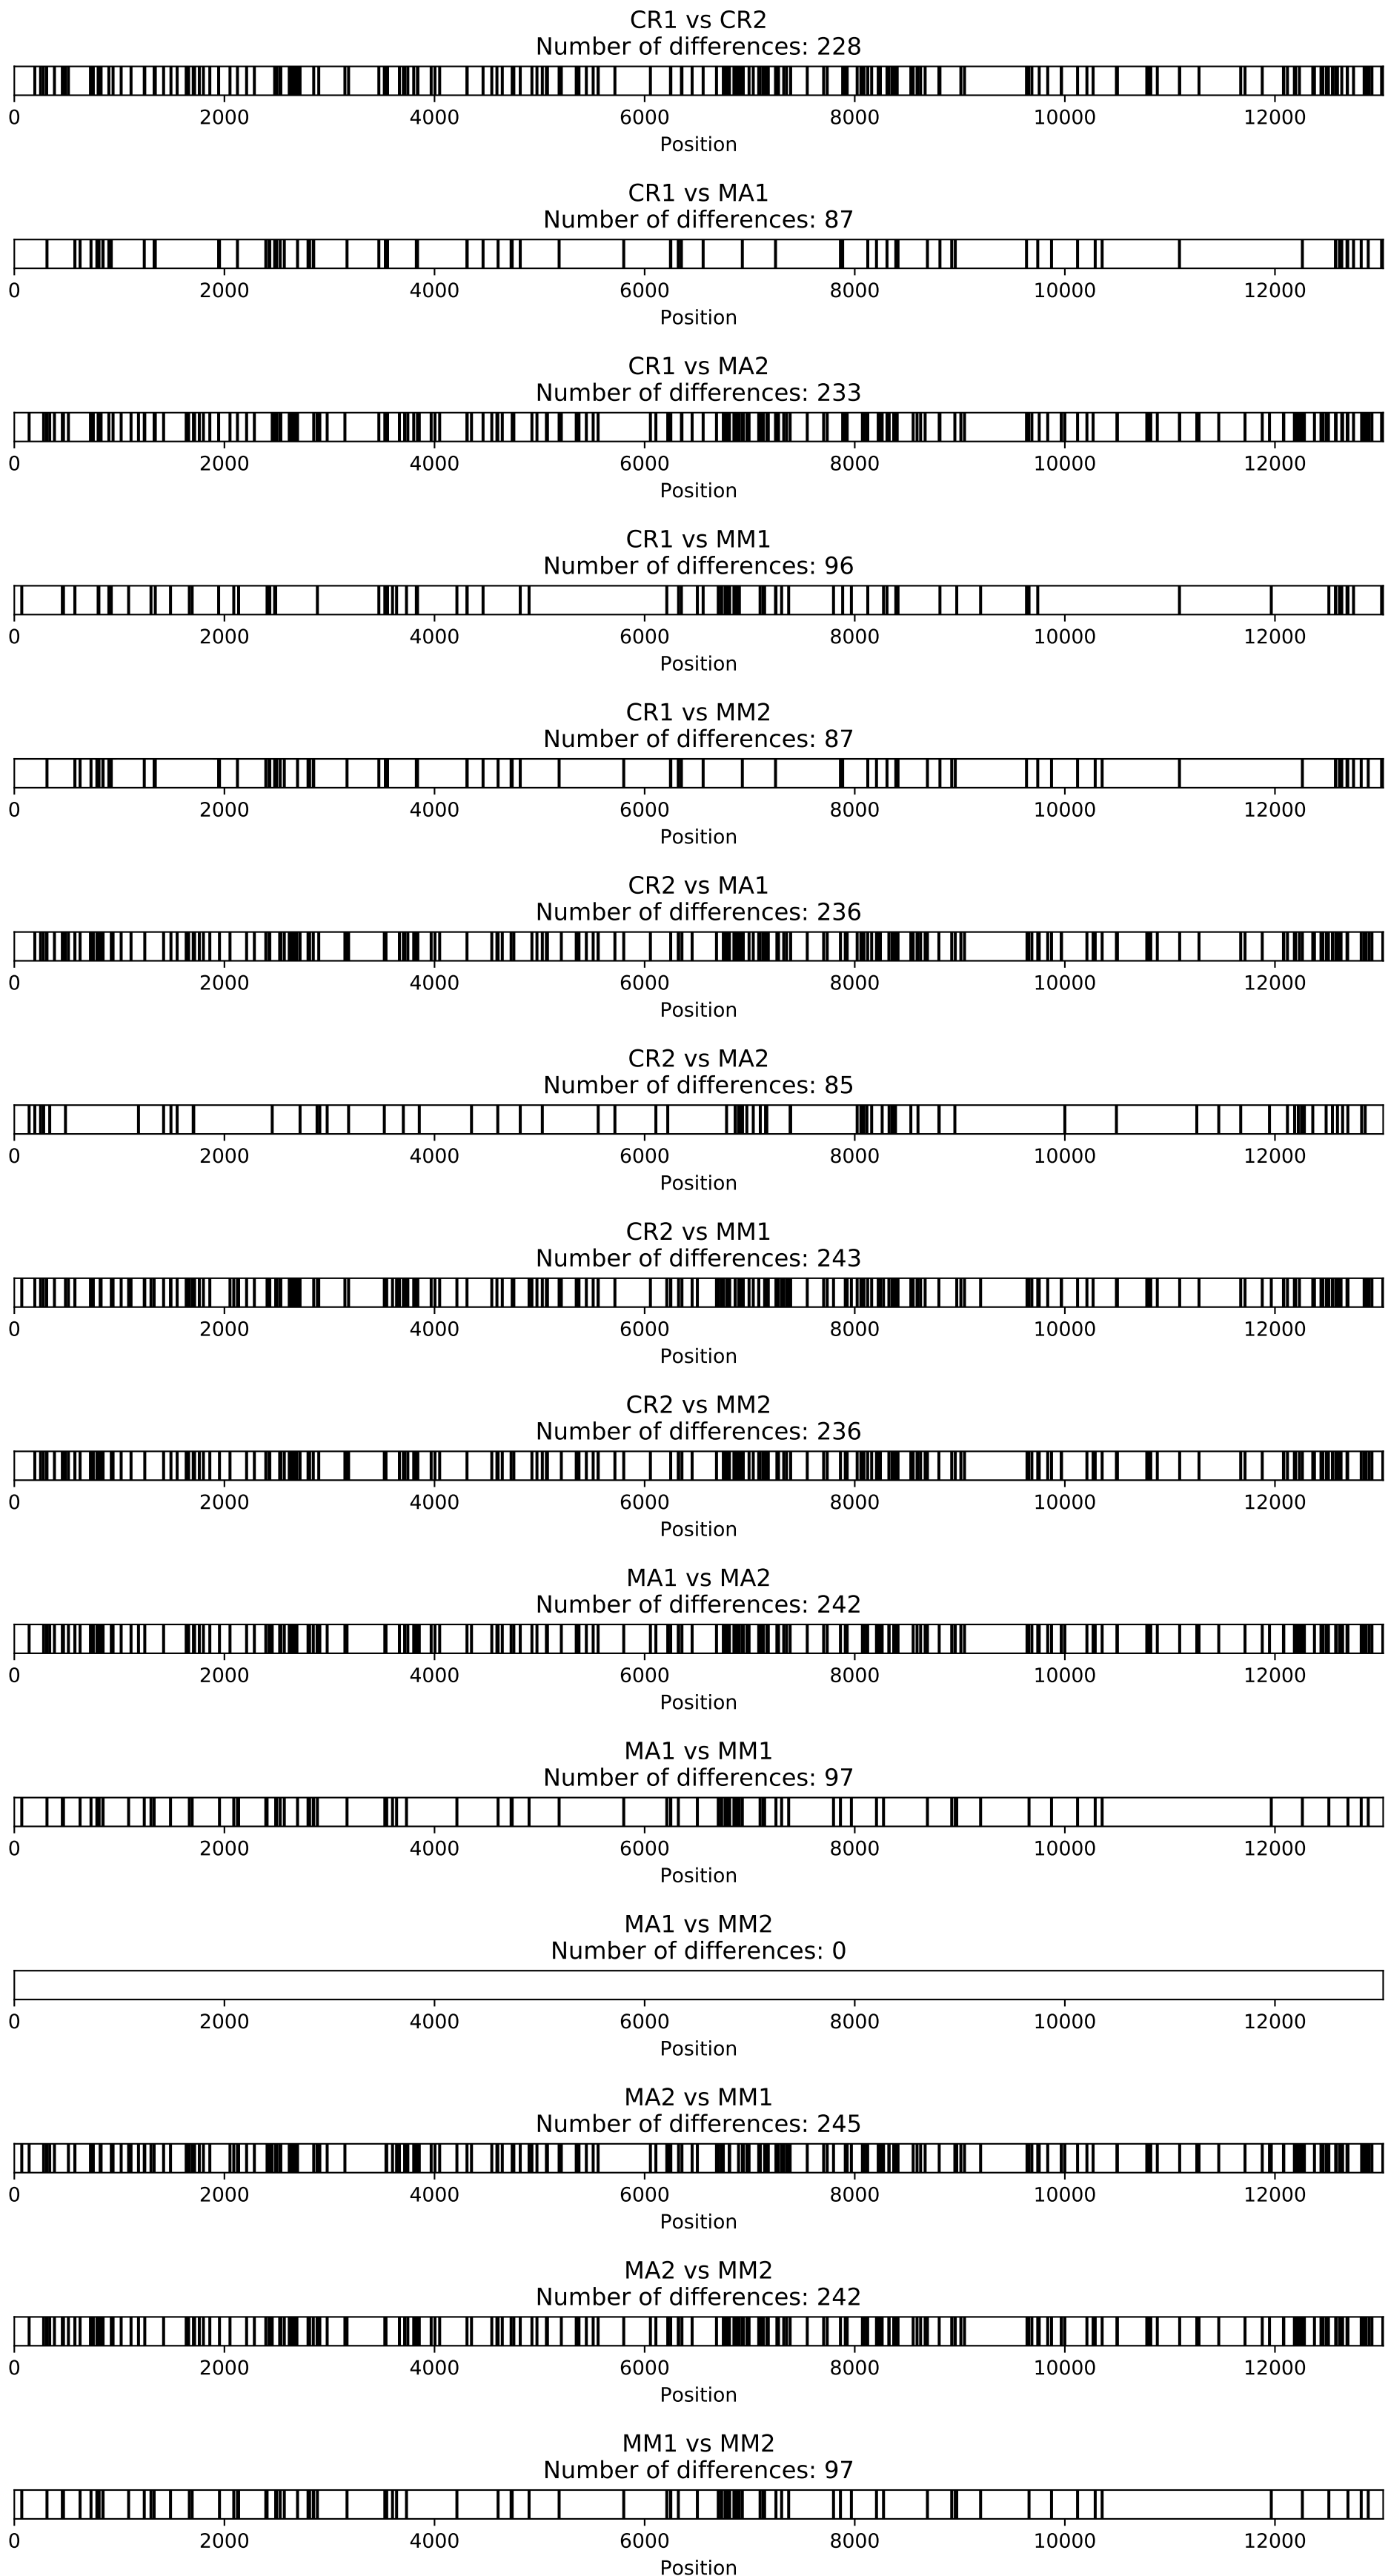 CR1 vs CR2
Number of differences: 228
0 2000 4000 6000 8000 10000 12000
Position
CR1 vs MA1
Number of differences: 87
0 2000 4000 6000 8000 10000 12000
Position
CR1 vs MA2
Number of differences: 233
0 2000 4000 6000 8000 10000 12000
Position
CR1 vs MM1
Number of differences: 96
0 2000 4000 6000 8000 10000 12000
Position
CR1 vs MM2
Number of differences: 87
0 2000 4000 6000 8000 10000 12000
Position
CR2 vs MA1
Number of differences: 236
0 2000 4000 6000 8000 10000 12000
Position
CR2 vs MA2
Number of differences: 85
0 2000 4000 6000 8000 10000 12000
Position
CR2 vs MM1
Number of differences: 243
0 2000 4000 6000 8000 10000 12000
Position
CR2 vs MM2
Number of differences: 236
0 2000 4000 6000 8000 10000 12000
Position
MA1 vs MA2
Number of differences: 242
0 2000 4000 6000 8000 10000 12000
Position
MA1 vs MM1
Number of differences: 97
0 2000 4000 6000 8000 10000 12000
Position
MA1 vs MM2
Number of differences: 0
0 2000 4000 6000 8000 10000 12000
Position
MA2 vs MM1
Number of differences: 245
0 2000 4000 6000 8000 10000 12000
Position
MA2 vs MM2
Number of differences: 242
0 2000 4000 6000 8000 10000 12000
Position
MM1 vs MM2
Number of differences: 97
0 2000 4000 6000 8000 10000 12000
Position